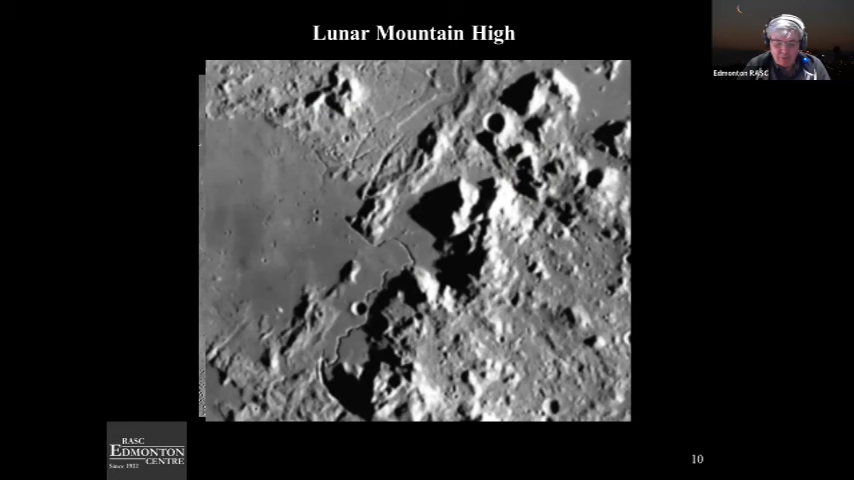 Lunar Mountain High
Edmonton RASC
RASC
EDMONTON
CENTRE
Since 1932
10